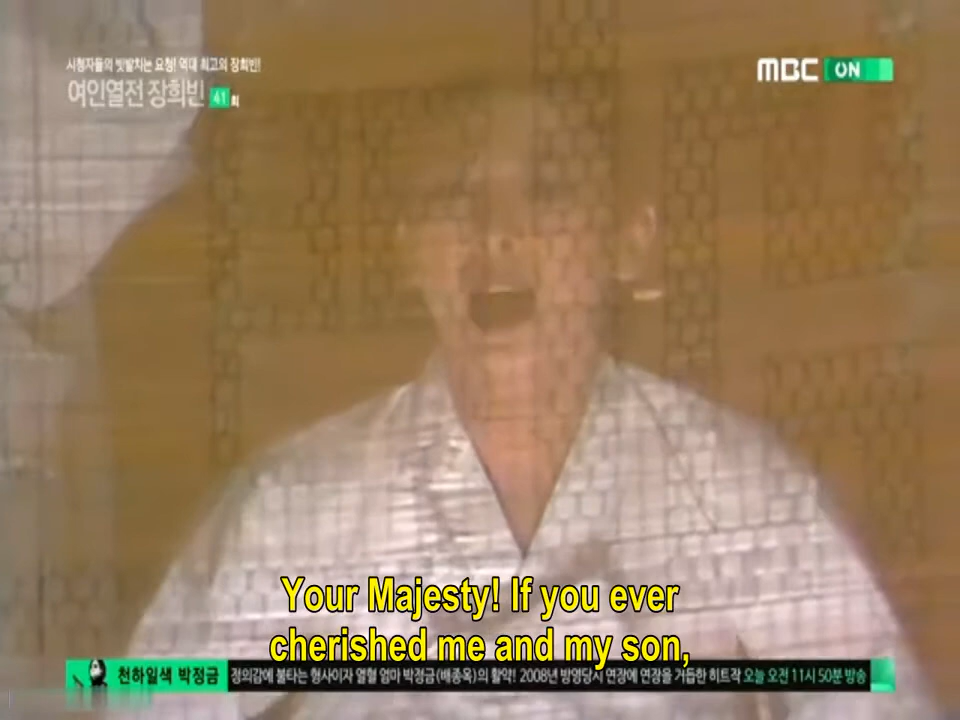 시청자들의 빗발치는 요청! 역대 최고의 장희빈!
여인열전 장희빈 41회
MBC ON
Your Majesty! If you ever
cherished me and my son,
천하일색 박정금 정의감에 불타는 형사이자 열혈 엄마 박정금(배종옥)의 활약! 2008년 방영당시 연장에 연장을 거듭한 히트작 오늘 오전 11시 50분 방송